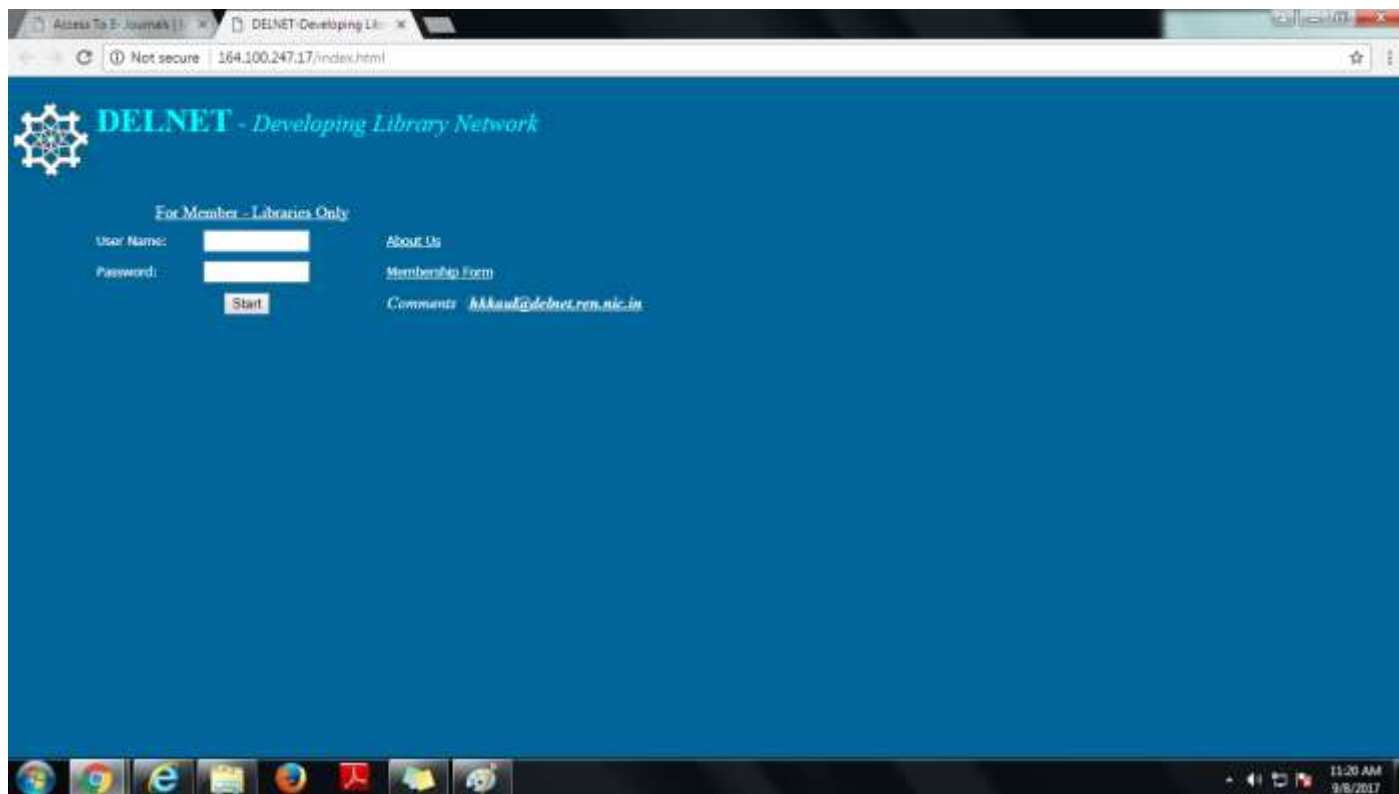 Access To E- Journals | I
DELNET-Developing Lib
Not secure | 164.100.247.17/index.html
DELNET - Developing Library Network
For Member - Libraries Only
User Name:
About Us
Password:
Membership Form
Start
Comments hkkaul@delnet.ren.nic.in
11:20 AM
9/8/2017